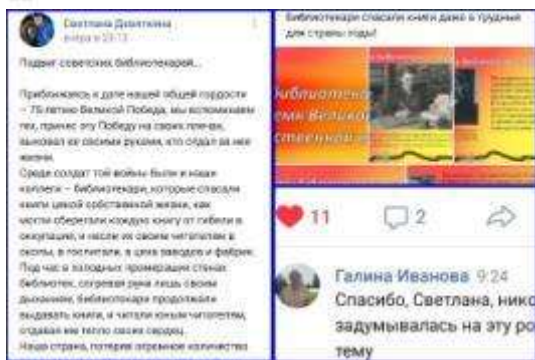 Светлана Девяткина
вчера в 23:13
Подвиг советских библиотекарей...
Приближаясь к дате нашей общей гордости
– 75-летию Великой Победы, мы вспоминаем
тех, принес эту Победу на своих плечах,
выковал ее своими руками, кто отдал за нее
жизни.
Среди солдат той войны были и наши
коллеги – библиотекари, которые спасали
книги ценой собственной жизни, как
могли сберегали каждую книгу от гибели в
оккупации, и несли их своим читателям в
окопы, в госпитали, в цеха заводов и фабрик.
Под час в холодных промерзших стенах
библиотек, согревая руки лишь своим
дыханием, библиотекари продолжали
выдавать книги, и читали юным читателям,
отдавая им тепло своих сердец.
Наша страна, потеряв огромное количество
Библиотекари спасали книги даже в трудные
для страны годы!
11
2
Галина Иванова 9:24
Спасибо, Светлана, нико
задумывалась на эту ро
тему